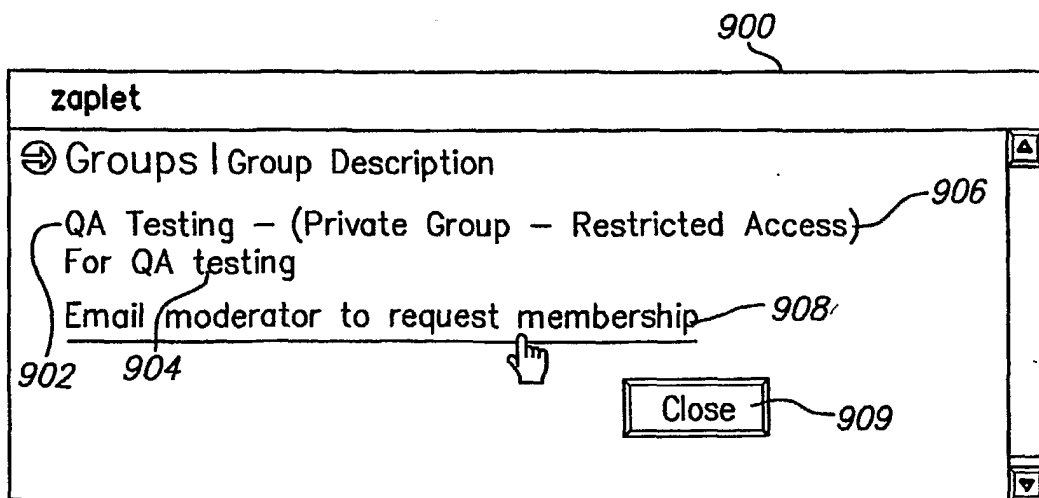 900
zaplet
Groups | Group Description
906
QA Testing – (Private Group – Restricted Access)
For QA testing
Email moderator to request membership
908
902
904
Close
909